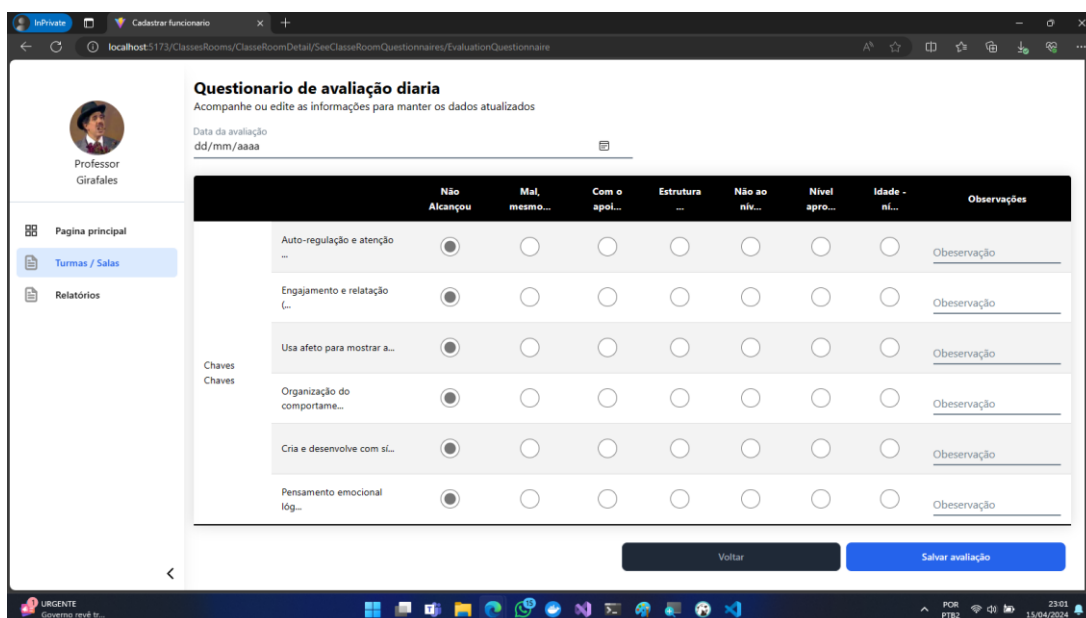 InPrivate
Cadastrar funcionario
localhost:5173/ClassesRooms/ClasseRoomDetail/SeeClasseRoomQuestionnaires/EvaluationQuestionnaire
Questionario de avaliação diaria
Acompanhe ou edite as informações para manter os dados atualizados
Data da avaliação
dd/mm/aaaa
Professor
Girafales
Pagina principal
Turmas / Salas
Relatórios
Não
Alcançou
Mal,
mesmo...
Com o
apoi...
Estrutura
...
Não ao
nív...
Nível
apro...
Idade -
ní...
Observações
Chaves
Chaves
Auto-regulação e atenção
...
Obeservação
Engajamento e relatação
(...
Obeservação
Usa afeto para mostrar a...
Obeservação
Organização do
comportame...
Obeservação
Cria e desenvolve com sí...
Obeservação
Pensamento emocional
lóg...
Obeservação
Voltar
Salvar avaliação
URGENTE
Governo revê tr...
POR
PTB2
23:01
15/04/2024